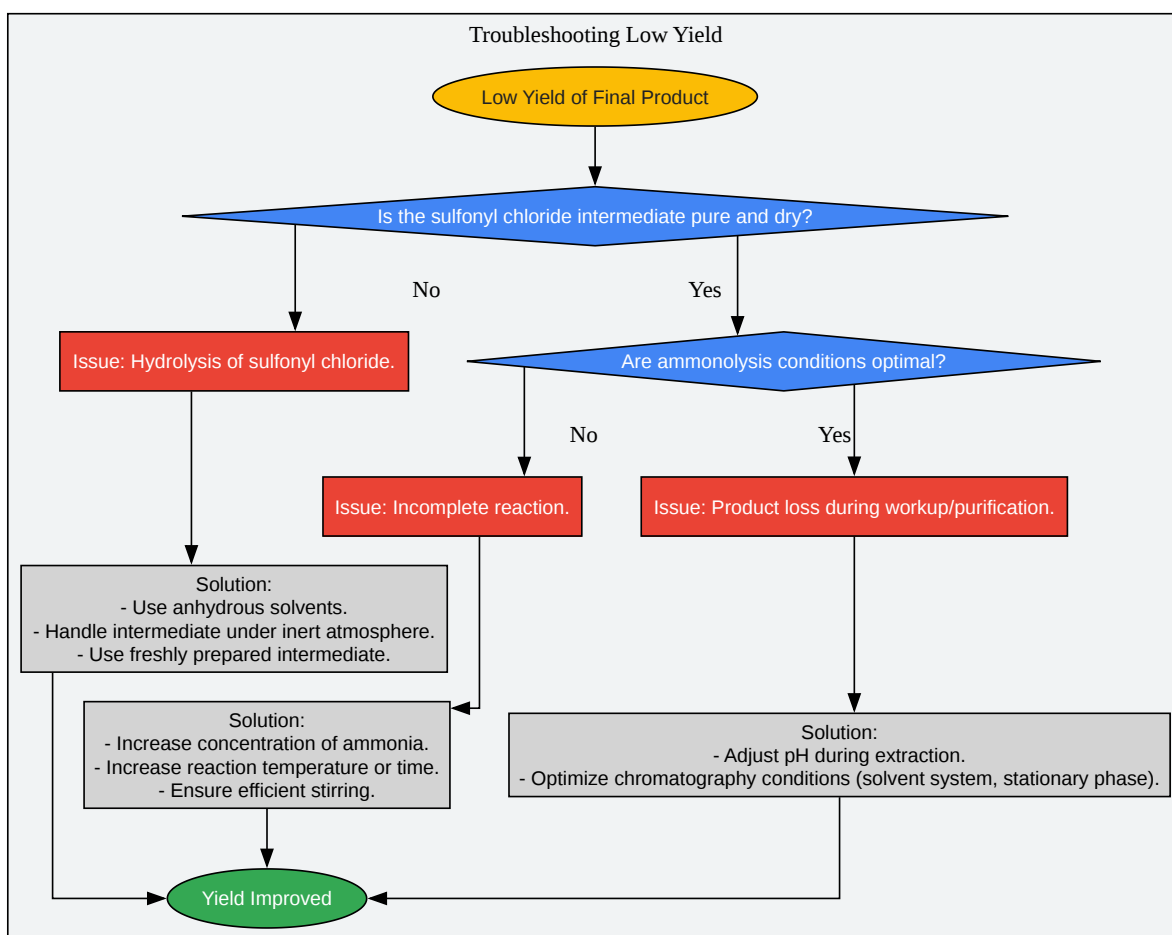 Troubleshooting Low Yield
Low Yield of Final Product
Is the sulfonyl chloride intermediate pure and dry?
No
Yes
Issue: Hydrolysis of sulfonyl chloride.
Are ammonolysis conditions optimal?
No
Yes
Issue: Incomplete reaction.
Issue: Product loss during workup/purification.
Solution:
- Use anhydrous solvents.
- Handle intermediate under inert atmosphere.
- Use freshly prepared intermediate.
Solution:
- Increase concentration of ammonia.
- Increase reaction temperature or time.
- Ensure efficient stirring.
Solution:
- Adjust pH during extraction.
- Optimize chromatography conditions (solvent system, stationary phase).
Yield Improved